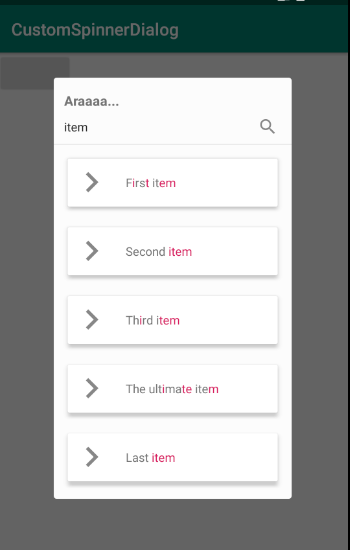 CustomSpinnerDialog
Araaaa...
item
First item
Second item
Third item
The ultimate item
Last item